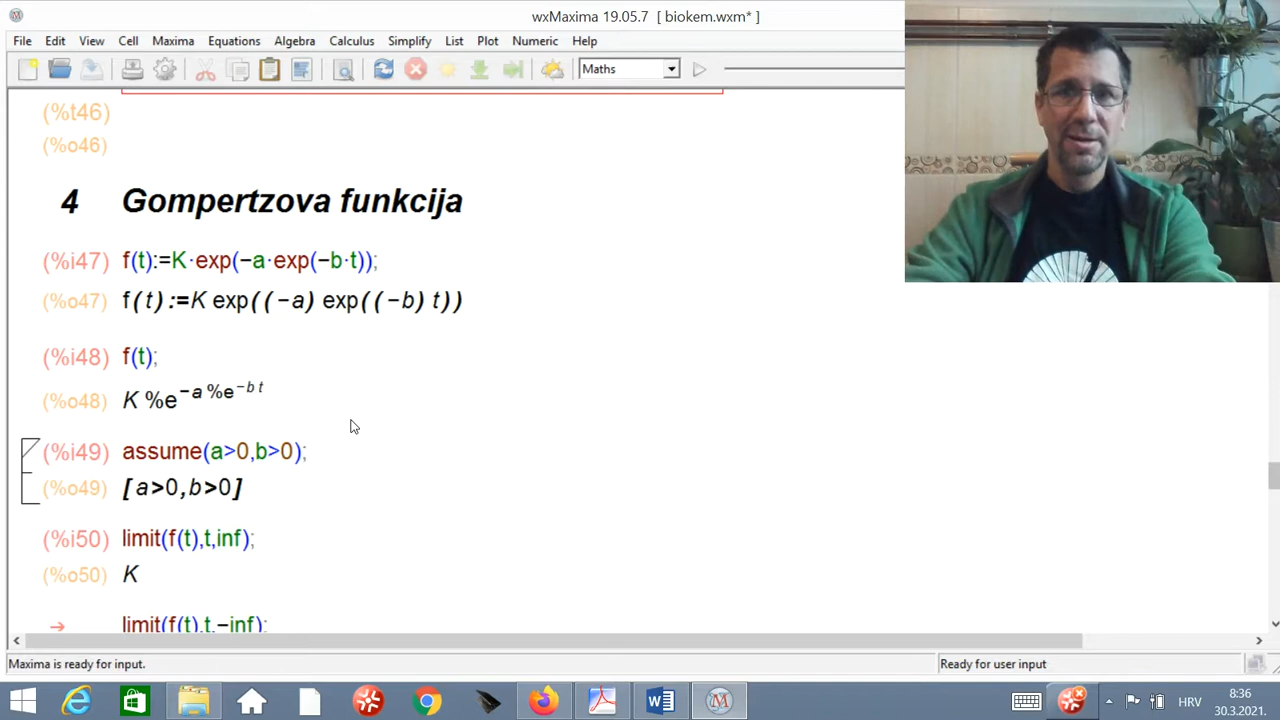 wxMaxima 19.05.7 [ biokem.wxm* ]
File Edit View Cell Maxima Equations Algebra Calculus Simplify List Plot Numeric Help
Maths
(%t46)
(%o46)
4 Gompertzova funkcija
(%i47) f(t):=K·exp(−a·exp(−b·t));
(%o47) f(t):=K exp((−a) exp((−b) t))
(%i48) f(t);
(%o48) K %e^−a %e^−b t
(%i49) assume(a>0,b>0);
(%o49) [a>0,b>0]
(%i50) limit(f(t),t,inf);
(%o50) K
limit(f(t),t,−inf);
Maxima is ready for input. Ready for user input
HRV 8:36
30.3.2021.